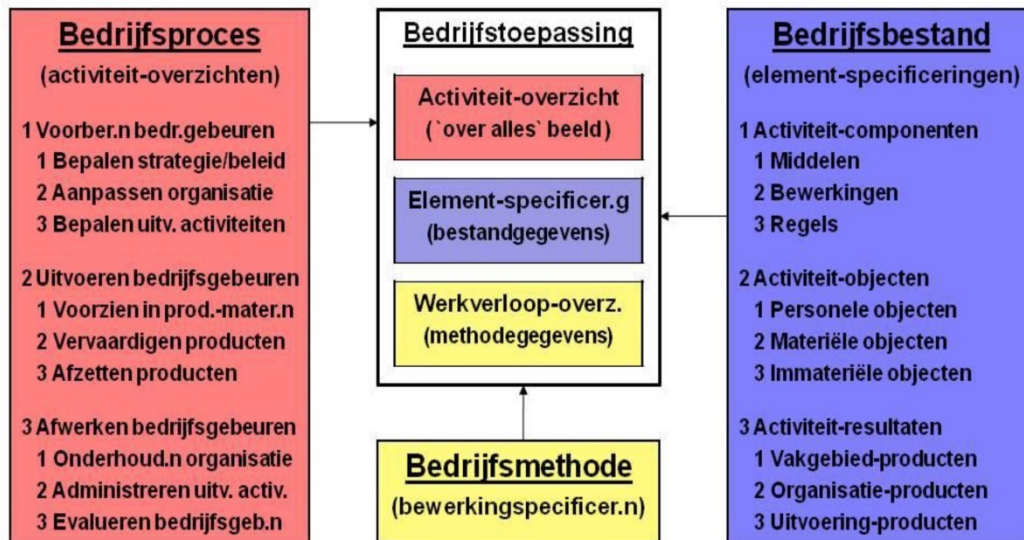 Bedrijfsproces
(activiteit-overzichten)
1 Voorber.n bedr.gebeuren
1 Bepalen strategie/beleid
2 Aanpassen organisatie
3 Bepalen uitv. activiteiten
2 Uitvoeren bedrijfsgebeuren
1 Voorzien in prod.-mater.n
2 Vervaardigen producten
3 Afzetten producten
3 Afwerken bedrijfsgebeuren
1 Onderhoud.n organisatie
2 Administreren uitv. activ.
3 Evalueren bedrijfsgeb.n
Bedrijfstoepassing
Activiteit-overzicht
(`over alles` beeld)
Element-specificer.g
(bestandgegevens)
Werkverloop-overz.
(methodegegevens)
Bedrijfsmethode
(bewerkingspecificer.n)
Bedrijfsbestand
(element-specificeringen)
1 Activiteit-componenten
1 Middelen
2 Bewerkingen
3 Regels
2 Activiteit-objecten
1 Personele objecten
2 Materiële objecten
3 Immateriële objecten
3 Activiteit-resultaten
1 Vakgebied-producten
2 Organisatie-producten
3 Uitvoering-producten